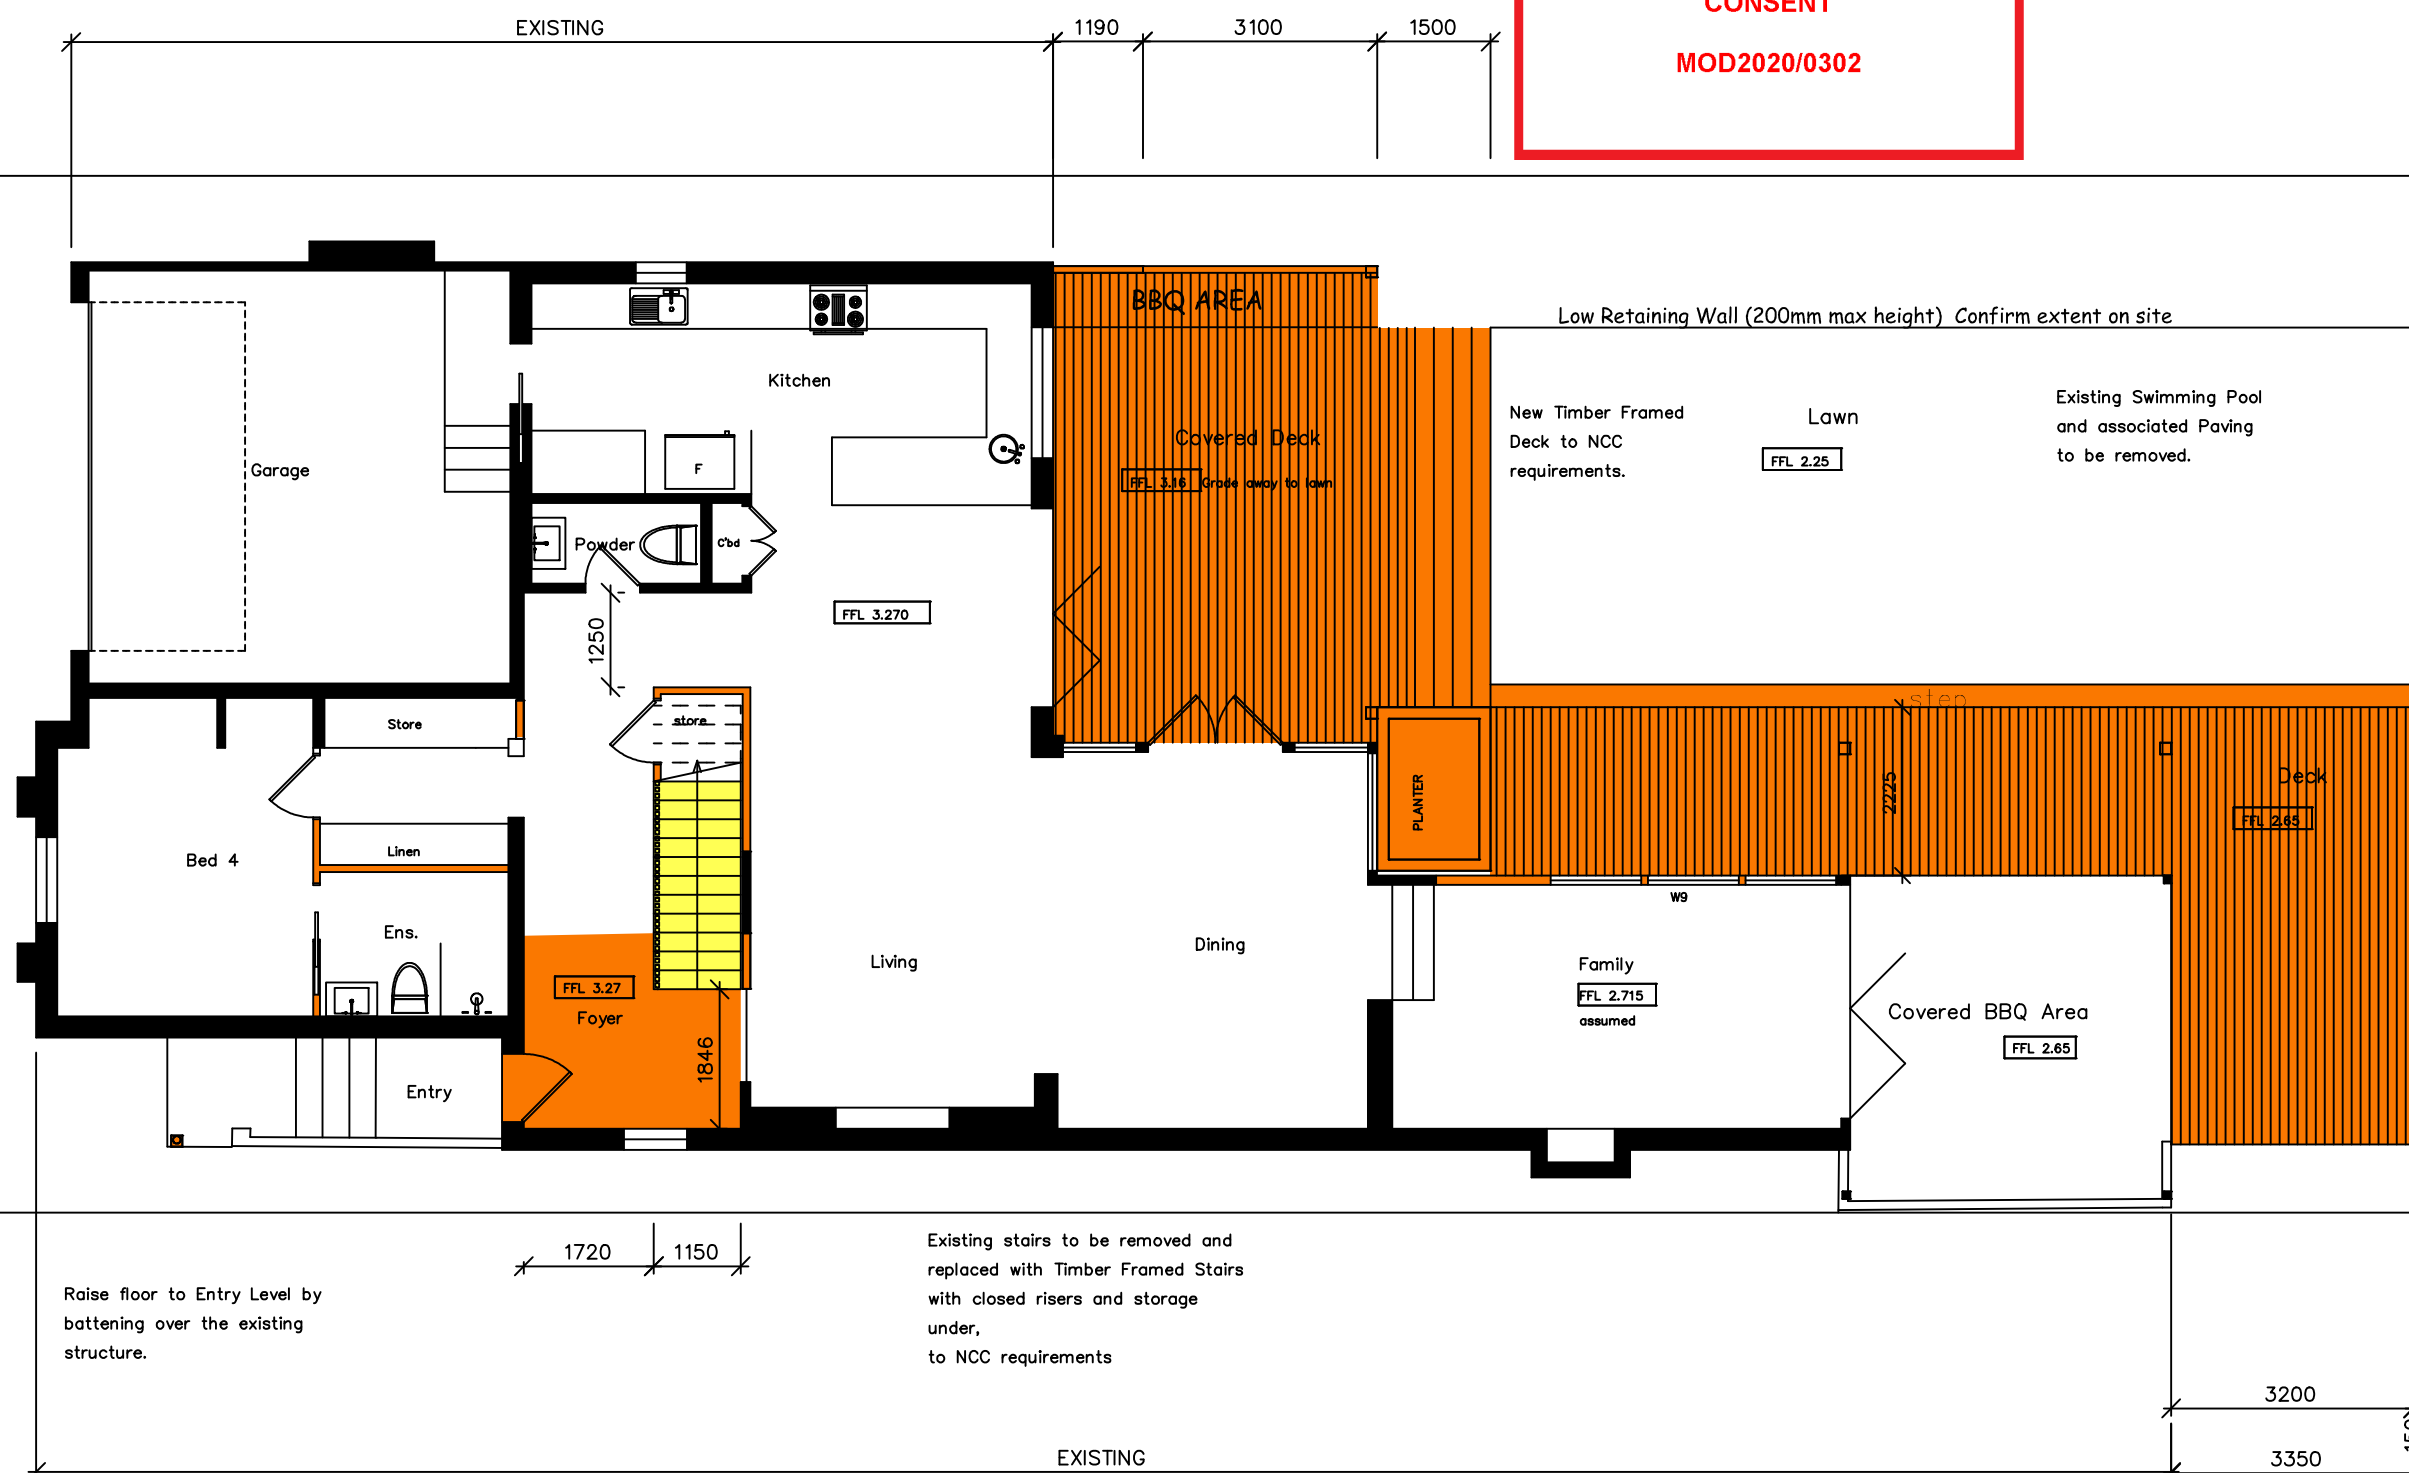 CONSENT
MOD2020/0302
EXISTING
1190
3100
1500
BBQ AREA
Low Retaining Wall (200mm max height)  Confirm extent on site
Kitchen
New Timber Framed
Deck to NCC
requirements.
Lawn
FFL 2.25
Existing Swimming Pool
and associated Paving
to be removed.
Garage
F
Covered Deck
FFL 3.16
Grade away to lawn
Powder
C'bd
FFL 3.270
1250
Store
store
step
PLANTER
2225
Deck
FFL 2.65
Bed 4
Linen
Ens.
W9
Living
Dining
Family
FFL 2.715
assumed
FFL 3.27
Foyer
Covered BBQ Area
FFL 2.65
1846
Entry
1720
1150
Existing stairs to be removed and
replaced with Timber Framed Stairs
with closed risers and storage
under,
to NCC requirements
Raise floor to Entry Level by
battening over the existing
structure.
3200
EXISTING
3350